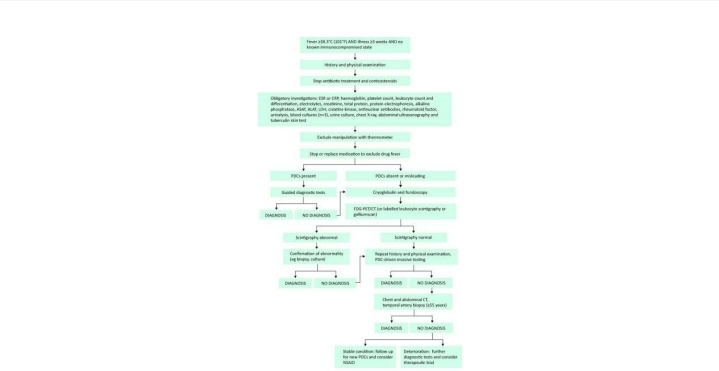 Fever ≥38.3°C (101°F) AND illness ≥3 weeks AND no
known immunocompromised state
History and physical examination
Stop antibiotic treatment and corticosteroids
Obligatory investigations: ESR or CRP, haemoglobin, platelet count, leukocyte count and
differentiation, electrolytes, creatinine, total protein, protein electrophoresis, alkaline
phosphatase, ASAT, ALAT, LDH, creatine kinase, antinuclear antibodies, rheumatoid factor,
urinalysis, blood cultures (n=3), urine culture, chest X-ray, abdominal ultrasonography and
tuberculin skin test
Exclude manipulation with thermometer
Stop or replace medication to exclude drug fever
PDCs present
PDCs absent or misleading
Guided diagnostic tests
Cryoglobulin and fundoscopy
DIAGNOSIS
NO DIAGNOSIS
FDG-PET/CT (or labelled leukocyte scintigraphy or
gallium scan)
Scintigraphy abnormal
Scintigraphy normal
Confirmation of abnormality
(eg biopsy, culture)
Repeat history and physical examination,
PDC-driven invasive testing
DIAGNOSIS
NO DIAGNOSIS
DIAGNOSIS
NO DIAGNOSIS
Chest and abdominal CT,
temporal artery biopsy (≥55 years)
DIAGNOSIS
NO DIAGNOSIS
Stable condition: follow up
for new PDCs and consider
NSAID
Deterioration: further
diagnostic tests and consider
therapeutic trial